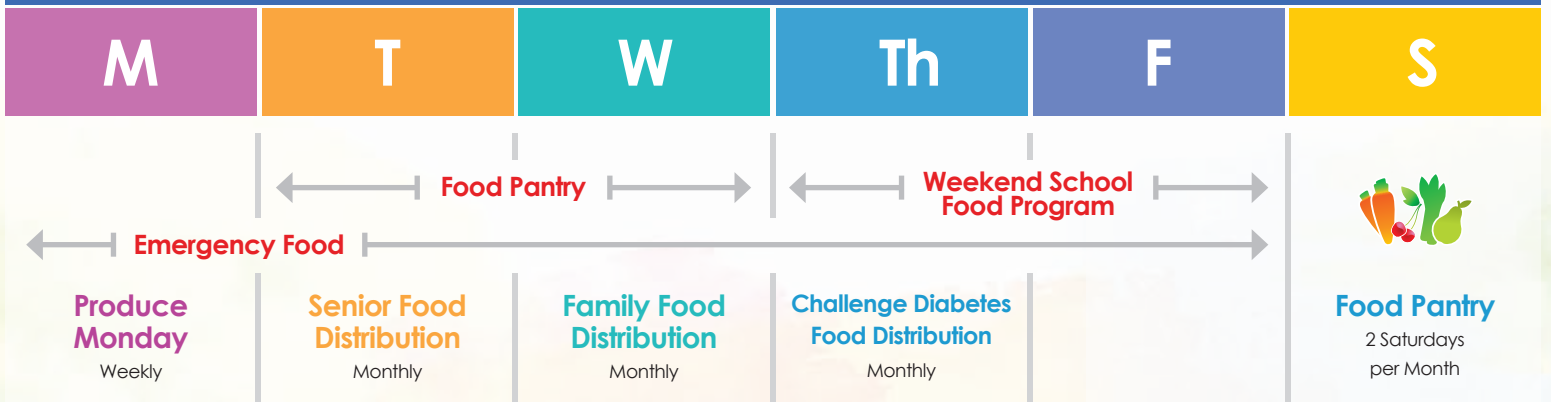 M
T
W
Th
F
S
Food Pantry
Weekend School
Food Program
Emergency Food
Produce
Monday
Weekly
Senior Food
Distribution
Monthly
Family Food
Distribution
Monthly
Challenge Diabetes
Food Distribution
Monthly
Food Pantry
2 Saturdays
per Month